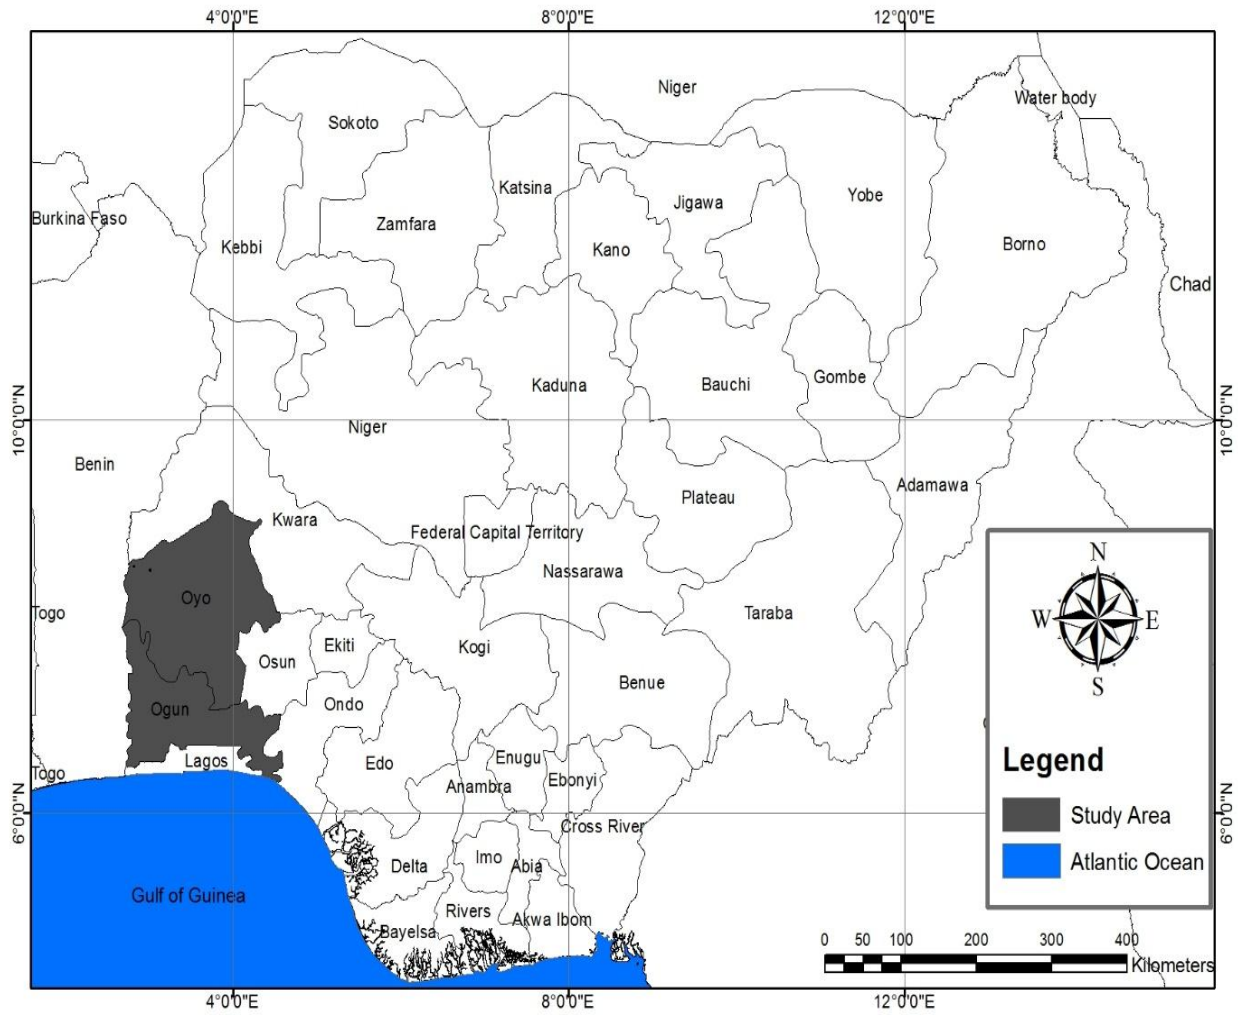 4°0'0"E 8°0'0"E 12°0'0"E
Niger
Water body
Sokoto
Katsina
Yobe
Jigawa
Burkina Faso
Zamfara
Kebbi
Kano
Borno
Chad
Kaduna
Bauchi
Gombe
10°0'0"N
10°0'0"N
Niger
Benin
Adamawa
Plateau
Kwara
Federal Capital Territory
Nassarawa
N
W E
S
Oyo
Togo
Taraba
Ekiti
Kogi
Osun
Benue
Ondo
Ogun
Enugu
Lagos
Edo
Togo
Ebonyi
Anambra
Legend
Study Area
Atlantic Ocean
6°0'0"N
6°0'0"N
Cross River
Imo
Delta
Abia
Gulf of Guinea
Rivers
Akwa Ibom
Bayelsa
0 50 100 200 300 400
Kilometers
4°0'0"E 8°0'0"E 12°0'0"E